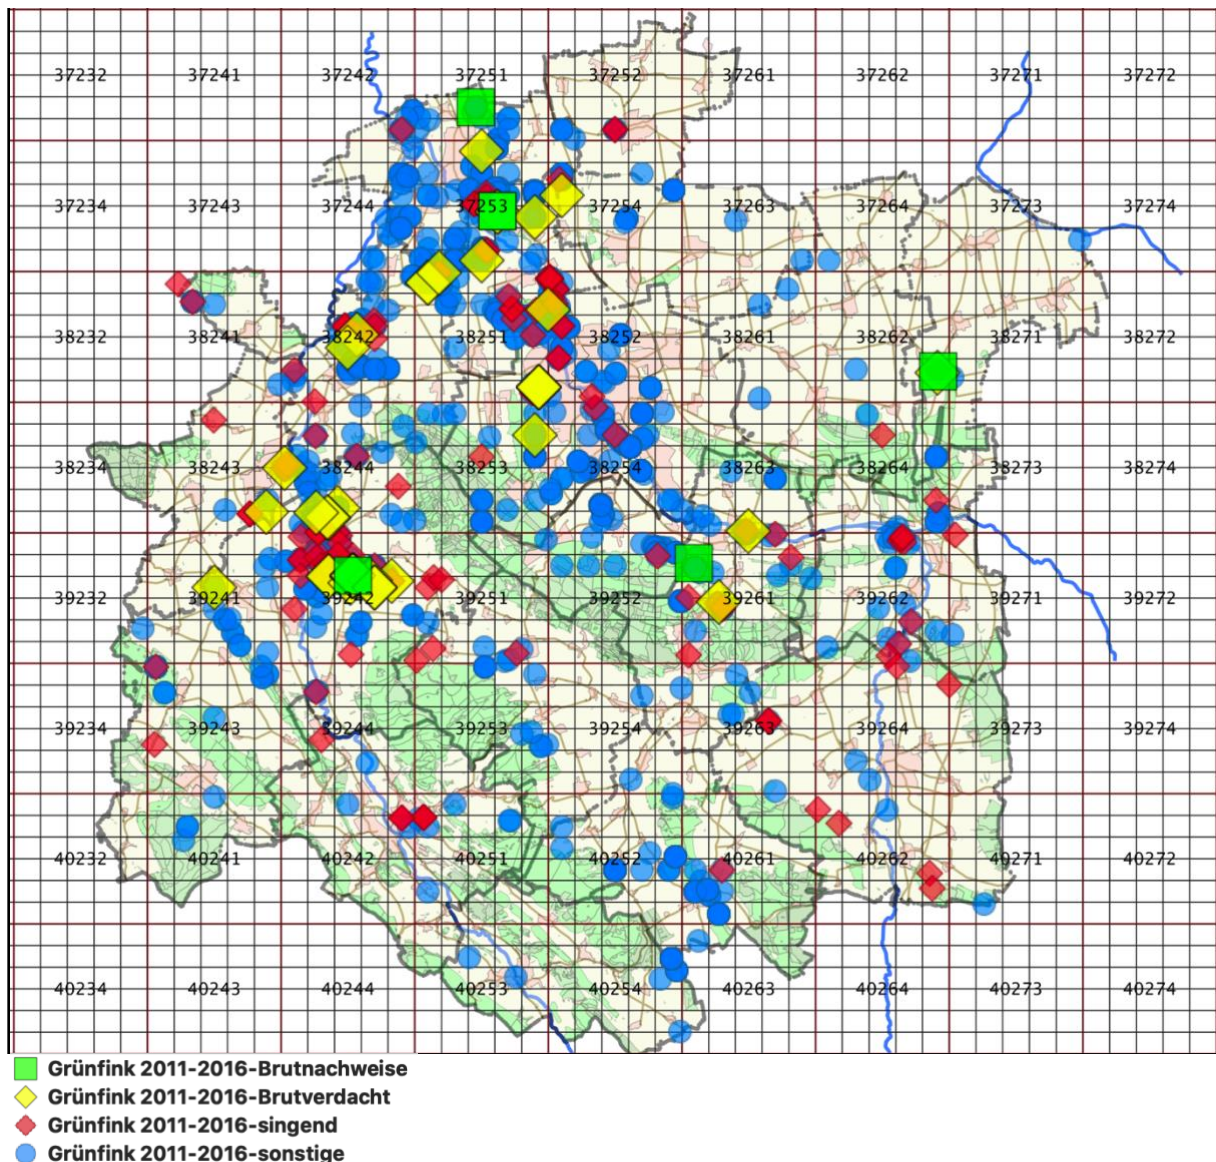 37232 37241 37242 37251 37252 37261 37262 37271 37272
37234 37243 37244 37253 37254 37263 37264 37273 37274
38232 38241 38242 38251 38252 38261 38262 38271 38272
38234 38243 38244 38253 38254 38263 38264 38273 38274
39232 39241 39242 39251 39252 39261 39262 39271 39272
39234 39243 39244 39253 39254 39263 39264 39273 39274
40232 40241 40242 40251 40252 40261 40262 40271 40272
40234 40243 40244 40253 40254 40263 40264 40273 40274
Grünfink 2011-2016-Brutnachweise
Grünfink 2011-2016-Brutverdacht
Grünfink 2011-2016-singend
Grünfink 2011-2016-sonstige